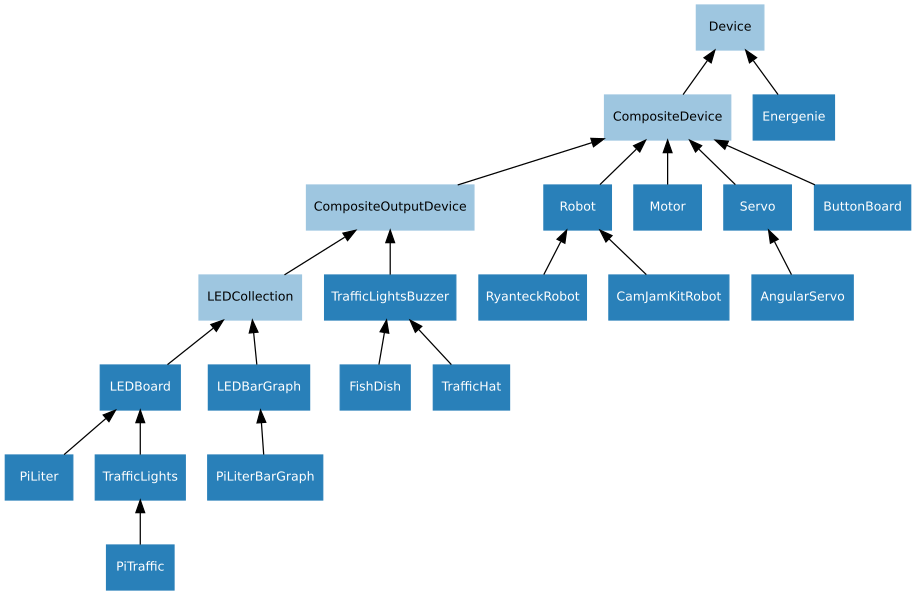 Device
CompositeDevice
Energenie
CompositeOutputDevice
Robot
Motor
Servo
ButtonBoard
LEDCollection
TrafficLightsBuzzer
RyanteckRobot
CamJamKitRobot
AngularServo
LEDBoard
LEDBarGraph
FishDish
TrafficHat
PiLiter
TrafficLights
PiLiterBarGraph
PiTraffic